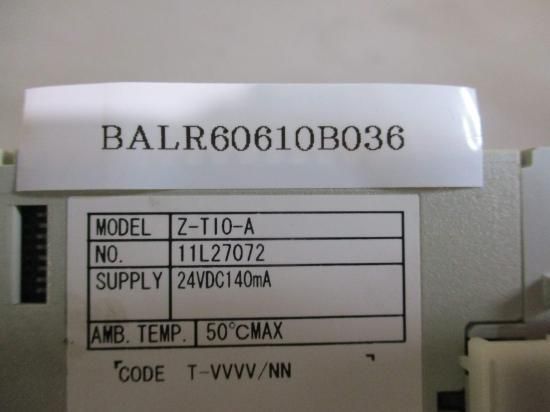 BALR60610B036
MODEL Z-TIO-A
NO. 11L27072
SUPPLY 24VDC140mA
AMB. TEMP. 50℃MAX
CODE T-VVVV/NN